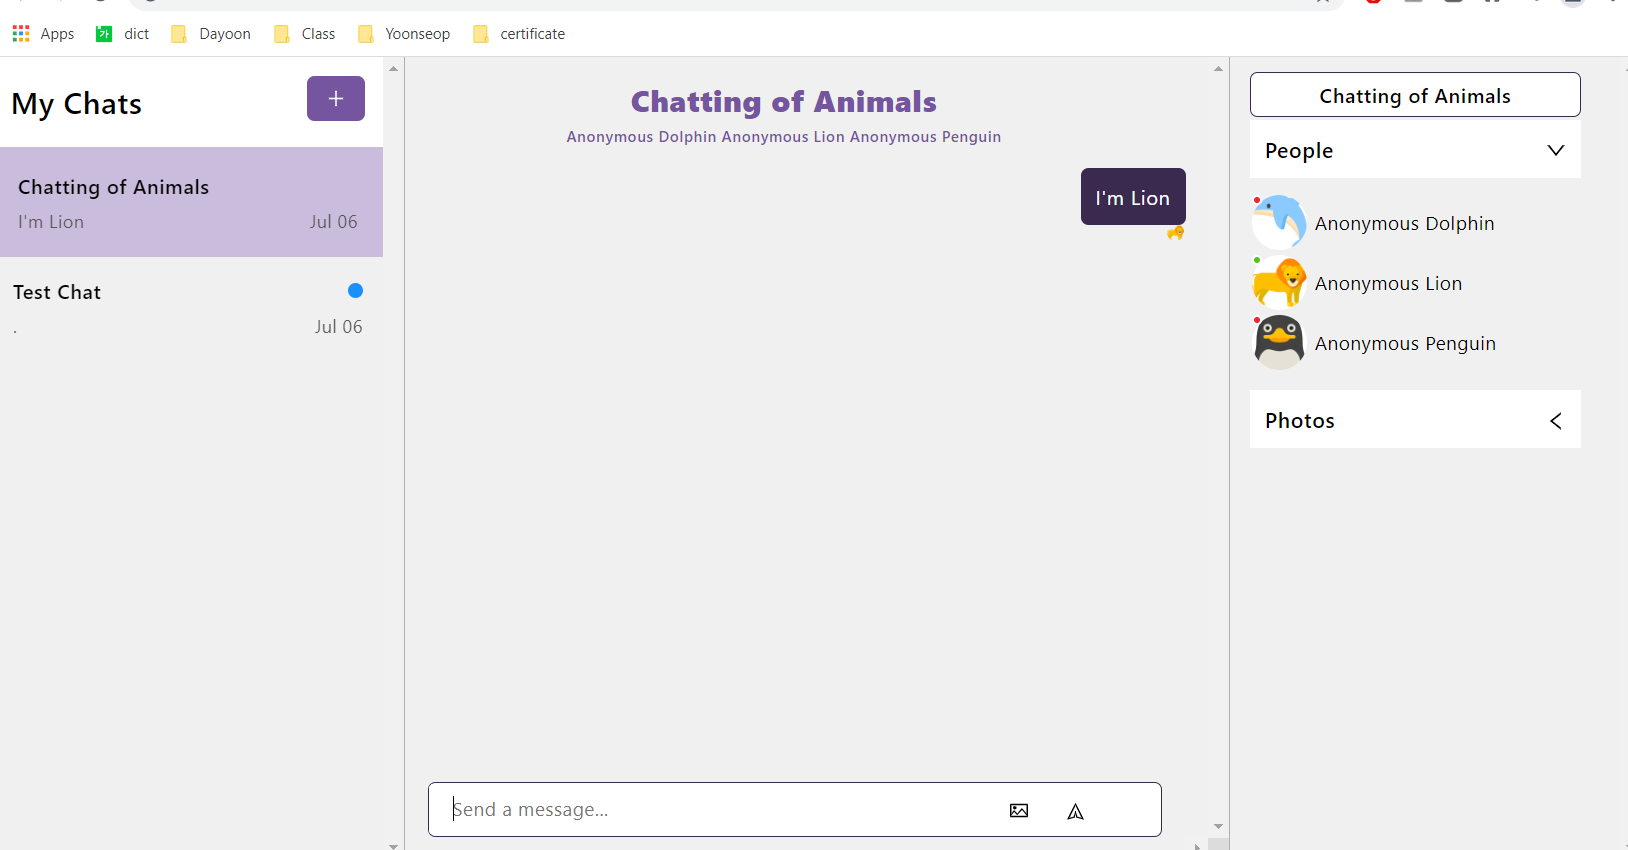 Apps 가 dict Dayoon Class Yoonseop certificate
My Chats +
Chatting of Animals
I'm Lion Jul 06
Test Chat
. Jul 06
Chatting of Animals
Anonymous Dolphin Anonymous Lion Anonymous Penguin
I'm Lion
Send a message...
Chatting of Animals
People
Anonymous Dolphin
Anonymous Lion
Anonymous Penguin
Photos